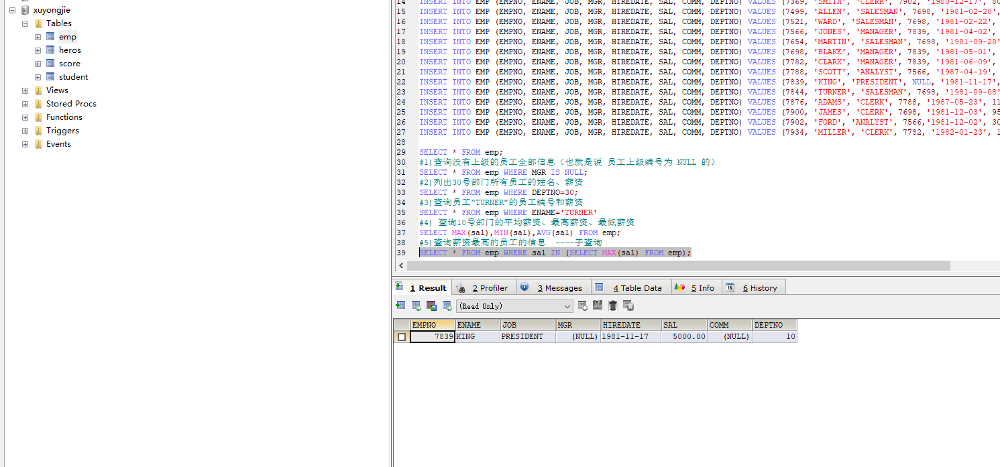 xuyongjie
Tables
emp
heros
score
student
Views
Stored Procs
Functions
Triggers
Events
14 INSERT INTO EMP (EMPNO, ENAME, JOB, MGR, HIREDATE, SAL, COMM, DEPTNO) VALUES (7369, 'SMITH', 'CLERK', 7902, '1980-12-17', 80
15 INSERT INTO EMP (EMPNO, ENAME, JOB, MGR, HIREDATE, SAL, COMM, DEPTNO) VALUES (7499, 'ALLEN', 'SALESMAN', 7698, '1981-02-20',
16 INSERT INTO EMP (EMPNO, ENAME, JOB, MGR, HIREDATE, SAL, COMM, DEPTNO) VALUES (7521, 'WARD', 'SALESMAN', 7698, '1981-02-22',
17 INSERT INTO EMP (EMPNO, ENAME, JOB, MGR, HIREDATE, SAL, COMM, DEPTNO) VALUES (7566, 'JONES', 'MANAGER', 7839, '1981-04-02',
18 INSERT INTO EMP (EMPNO, ENAME, JOB, MGR, HIREDATE, SAL, COMM, DEPTNO) VALUES (7654, 'MARTIN', 'SALESMAN', 7698, '1981-09-28'
19 INSERT INTO EMP (EMPNO, ENAME, JOB, MGR, HIREDATE, SAL, COMM, DEPTNO) VALUES (7698, 'BLAKE', 'MANAGER', 7839, '1981-05-01',
20 INSERT INTO EMP (EMPNO, ENAME, JOB, MGR, HIREDATE, SAL, COMM, DEPTNO) VALUES (7782, 'CLARK', 'MANAGER', 7839, '1981-06-09',
21 INSERT INTO EMP (EMPNO, ENAME, JOB, MGR, HIREDATE, SAL, COMM, DEPTNO) VALUES (7788, 'SCOTT', 'ANALYST', 7566, '1987-04-19',
22 INSERT INTO EMP (EMPNO, ENAME, JOB, MGR, HIREDATE, SAL, COMM, DEPTNO) VALUES (7839, 'KING', 'PRESIDENT', NULL, '1981-11-17',
23 INSERT INTO EMP (EMPNO, ENAME, JOB, MGR, HIREDATE, SAL, COMM, DEPTNO) VALUES (7844, 'TURNER', 'SALESMAN', 7698, '1981-09-08'
24 INSERT INTO EMP (EMPNO, ENAME, JOB, MGR, HIREDATE, SAL, COMM, DEPTNO) VALUES (7876, 'ADAMS', 'CLERK', 7788, '1987-05-23', 11
25 INSERT INTO EMP (EMPNO, ENAME, JOB, MGR, HIREDATE, SAL, COMM, DEPTNO) VALUES (7900, 'JAMES', 'CLERK', 7698, '1981-12-03', 95
26 INSERT INTO EMP (EMPNO, ENAME, JOB, MGR, HIREDATE, SAL, COMM, DEPTNO) VALUES (7902, 'FORD', 'ANALYST', 7566,'1981-12-02', 30
27 INSERT INTO EMP (EMPNO, ENAME, JOB, MGR, HIREDATE, SAL, COMM, DEPTNO) VALUES (7934, 'MILLER', 'CLERK', 7782, '1982-01-23', 1
28
29 SELECT * FROM emp;
30 #1)查询没有上级的员工全部信息（也就是说 员工上级编号为 NULL 的）
31 SELECT * FROM emp WHERE MGR IS NULL;
32 #2)列出30号部门所有员工的姓名、薪资
33 SELECT * FROM emp WHERE DEPTNO=30;
34 #3)查询员工“TURNER”的员工编号和薪资
35 SELECT * FROM emp WHERE ENAME='TURNER'
36 #4) 查询10号部门的平均薪资、最高薪资、最低薪资
37 SELECT MAX(sal),MIN(sal),AVG(sal) FROM emp;
38 #5)查询薪资最高的员工的信息 ----子查询
39 SELECT * FROM emp WHERE sal IN (SELECT MAX(sal) FROM emp);
1 Result 2 Profiler 3 Messages 4 Table Data 5 Info 18 6 History
(Read Only)
EMPNO ENAME JOB MGR HIREDATE SAL COMM DEPTNO
7839 KING PRESIDENT (NULL) 1981-11-17 5000.00 (NULL) 10